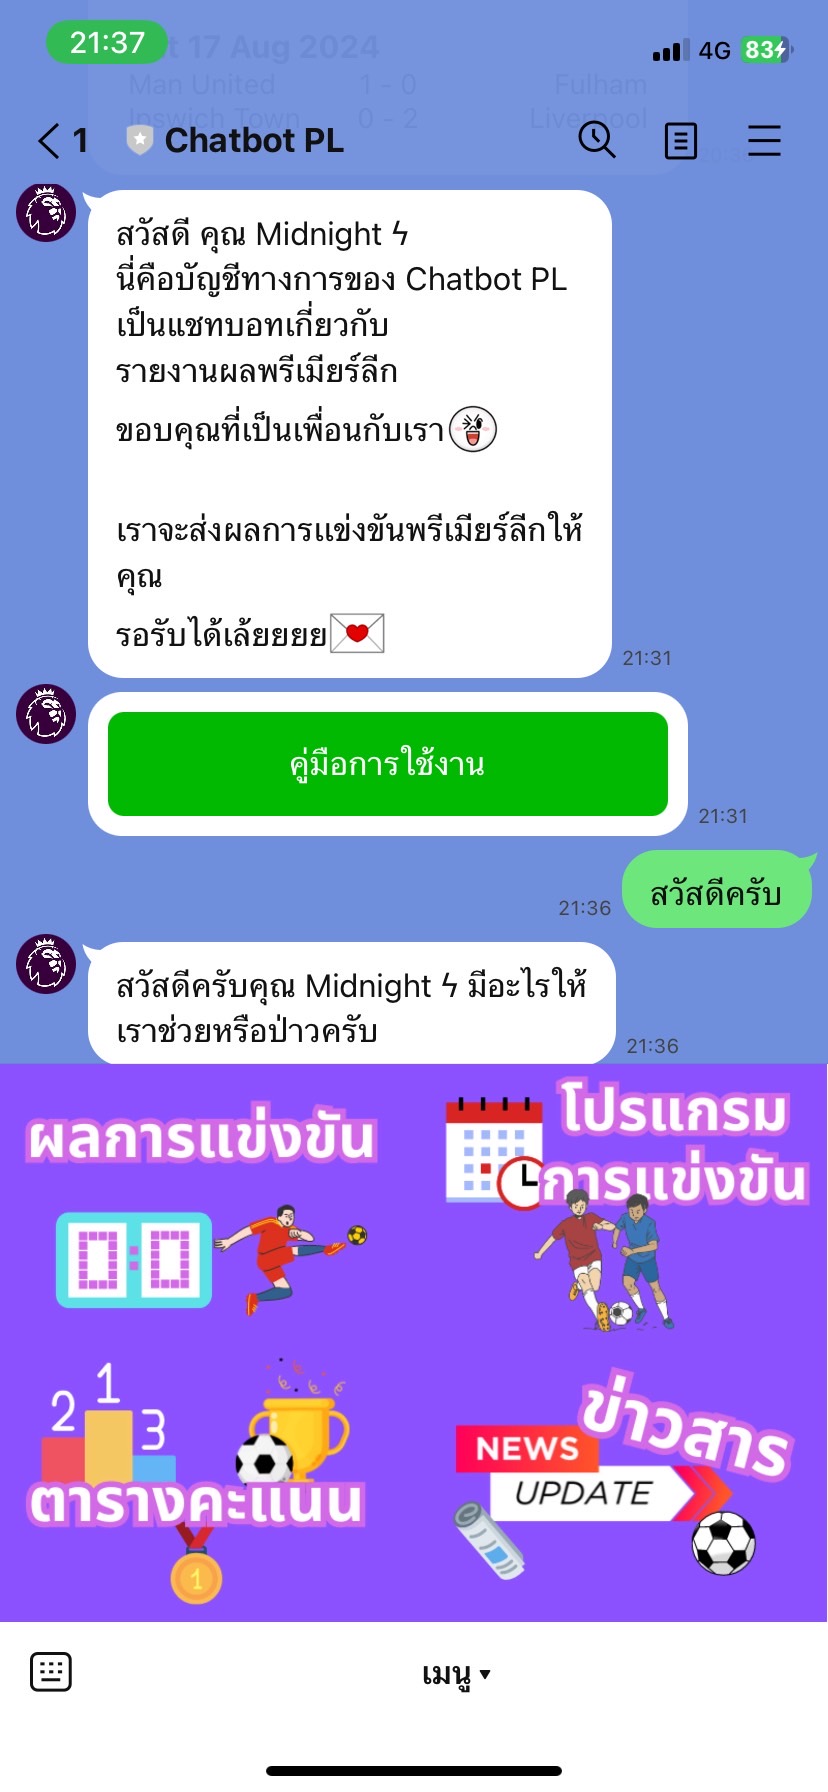 21:37
t 17 Aug 2024
4G 83
Man United 1 - 0 Fulham
Ipswich Town 0 - 2 Liverpool
1 Chatbot PL
สวัสดี คุณ Midnight ϟ
นี่คือบัญชีทางการของ Chatbot PL
เป็นแชทบอทเกี่ยวกับ
รายงานผลพรีเมียร์ลีก
ขอบคุณที่เป็นเพื่อนกับเรา
เราจะส่งผลการแข่งขันพรีเมียร์ลีกให้
คุณ
รอรับได้เล้ยยยย
21:31
คู่มือการใช้งาน
21:31
สวัสดีครับ
21:36
สวัสดีครับคุณ Midnight ϟ มีอะไรให้
เราช่วยหรือป่าวครับ
21:36
ผลการแข่งขัน
0:0
โปรแกรม
การแข่งขัน
2 1 3
ตารางคะแนน
1
ข่าวสาร
NEWS
UPDATE
เมนู ▾